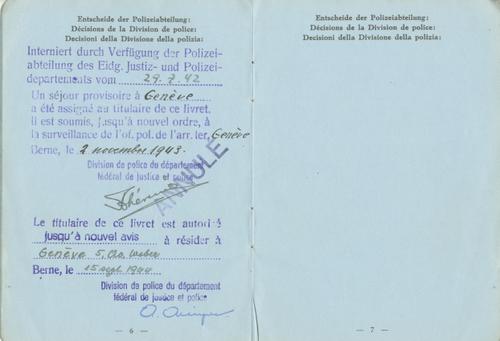 Entscheide der Polizeiabteilung:
Décisions de la Division de police:
Decisioni della Divisione della polizia:
Interniert durch Verfügung der Polizei-
abteilung des Eidg. Justiz- und Polizei-
departements vom 29.7.42
Un séjour provisoire à Genève
a été assigné au titulaire de ce livret.
Il est soumis, jusqu'à nouvel ordre, à
la surveillance de l'of. pol. de l'arr. ter. Genève
Berne, le 2 novembre 1943.
ANNULÉ
Division de police du département
fédéral de justice et police
Le titulaire de ce livret est autorisé
jusqu'à nouvel avis à résider à
Genève 5, Ch. Weber
Berne, le 15 sept. 1944
Division de police du département
fédéral de justice et police
— 6 —
Entscheide der Polizeiabteilung:
Décisions de la Division de police:
Decisioni della Divisione della polizia:
— 7 —